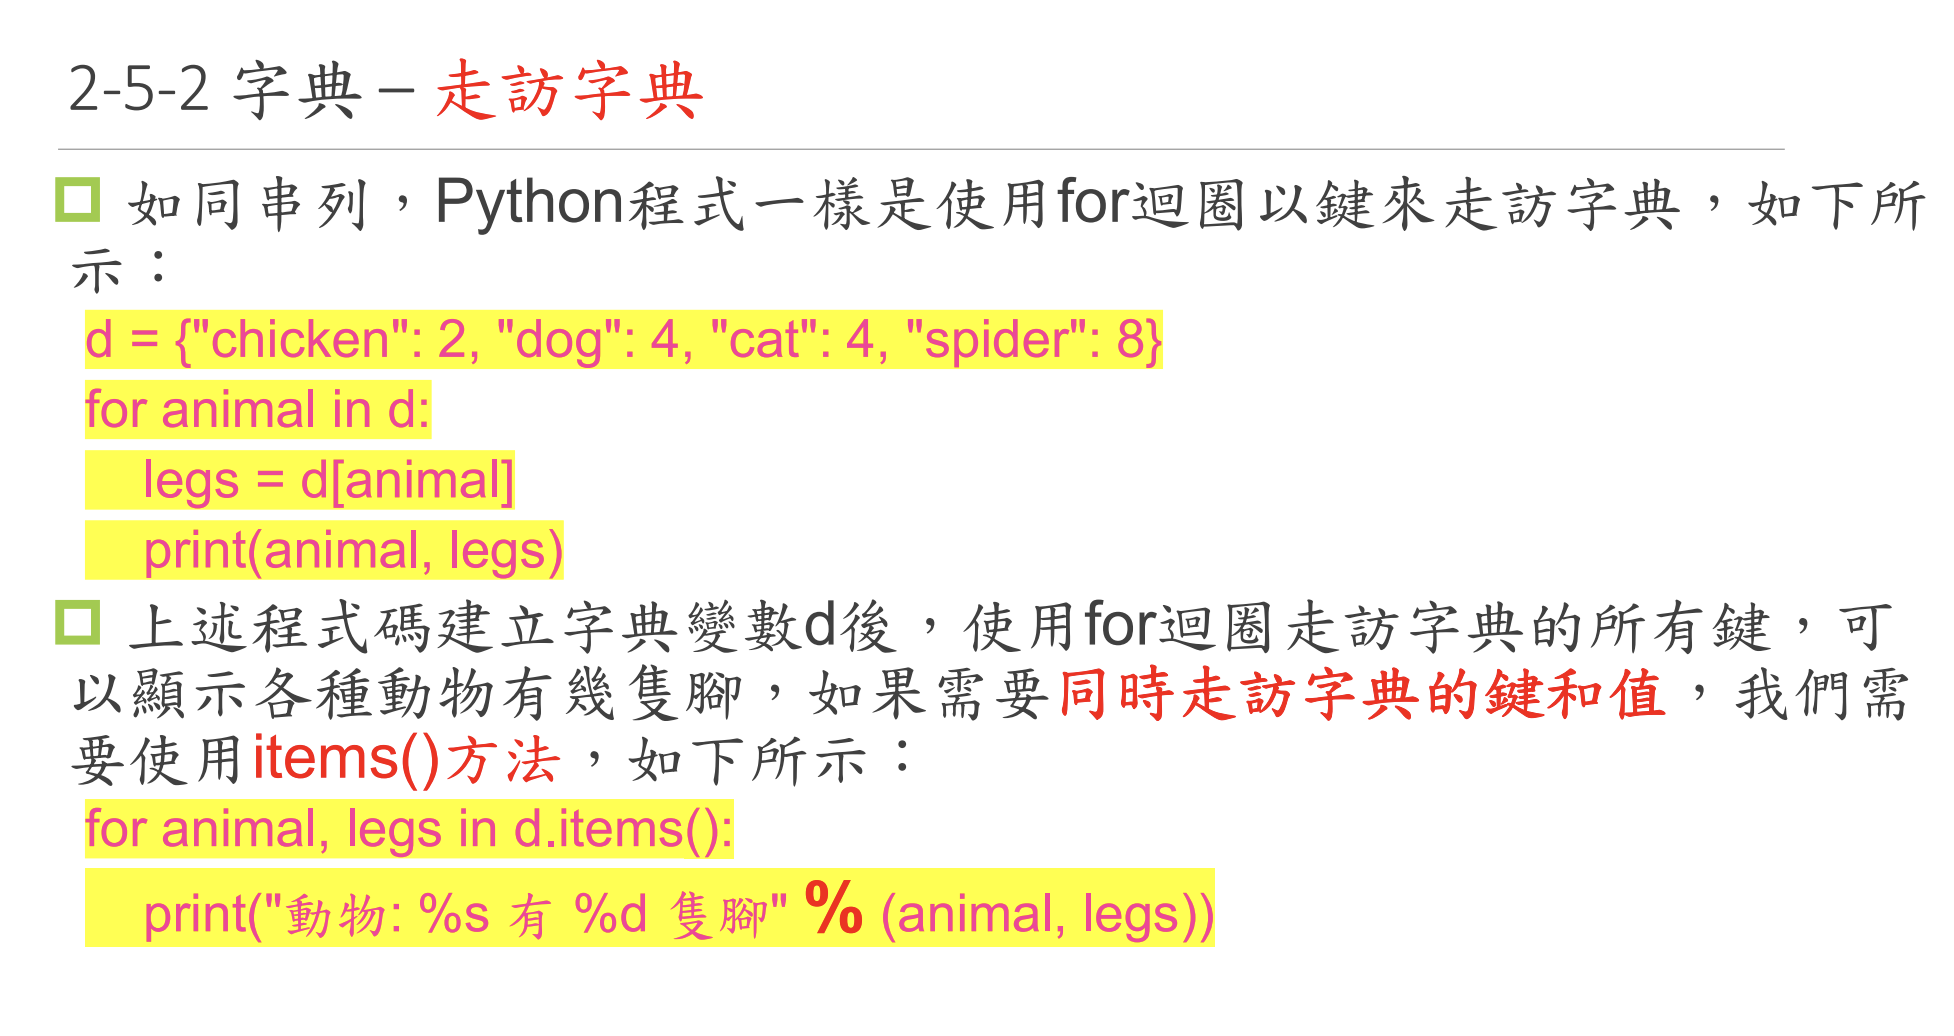 2-5-2 字典 – 走訪字典
如同串列，Python程式一樣是使用for迴圈以鍵來走訪字典，如下所
示：
d = {"chicken": 2, "dog": 4, "cat": 4, "spider": 8}
for animal in d:
legs = d[animal]
print(animal, legs)
上述程式碼建立字典變數d後，使用for迴圈走訪字典的所有鍵，可
以顯示各種動物有幾隻腳，如果需要同時走訪字典的鍵和值，我們需
要使用items()方法，如下所示：
for animal, legs in d.items():
print("動物: %s 有 %d 隻腳" % (animal, legs))